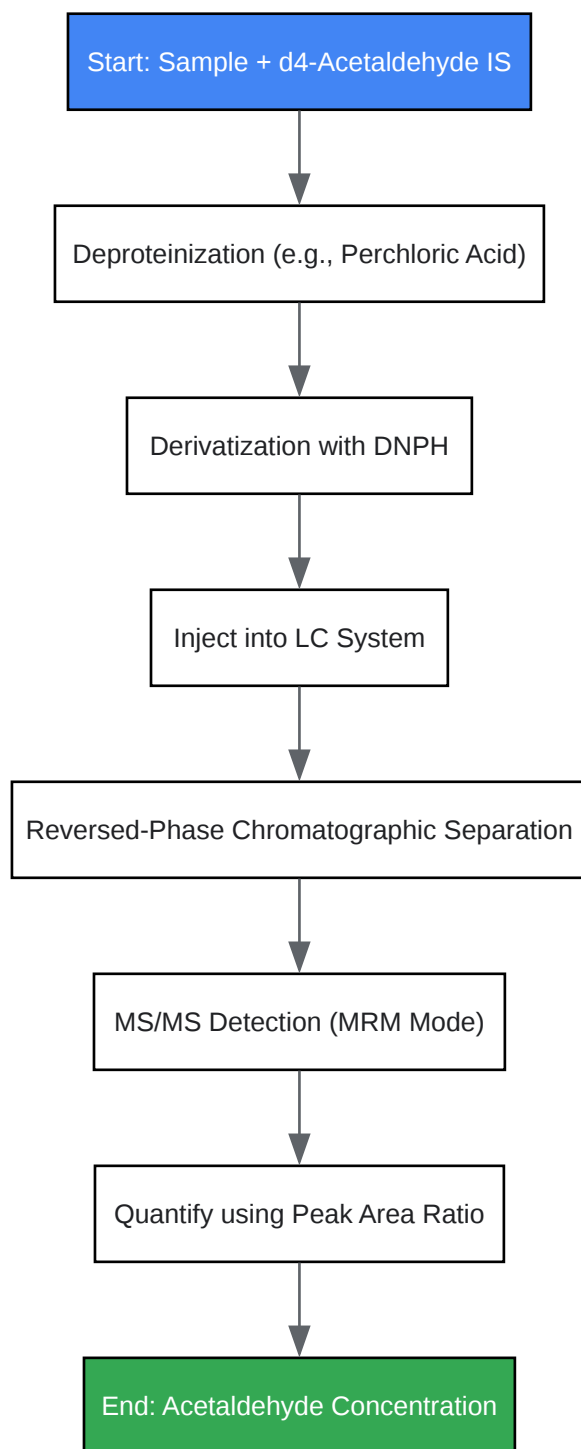 Start: Sample + d4-Acetaldehyde IS
Deproteinization (e.g., Perchloric Acid)
Derivatization with DNPH
Inject into LC System
Reversed-Phase Chromatographic Separation
MS/MS Detection (MRM Mode)
Quantify using Peak Area Ratio
End: Acetaldehyde Concentration